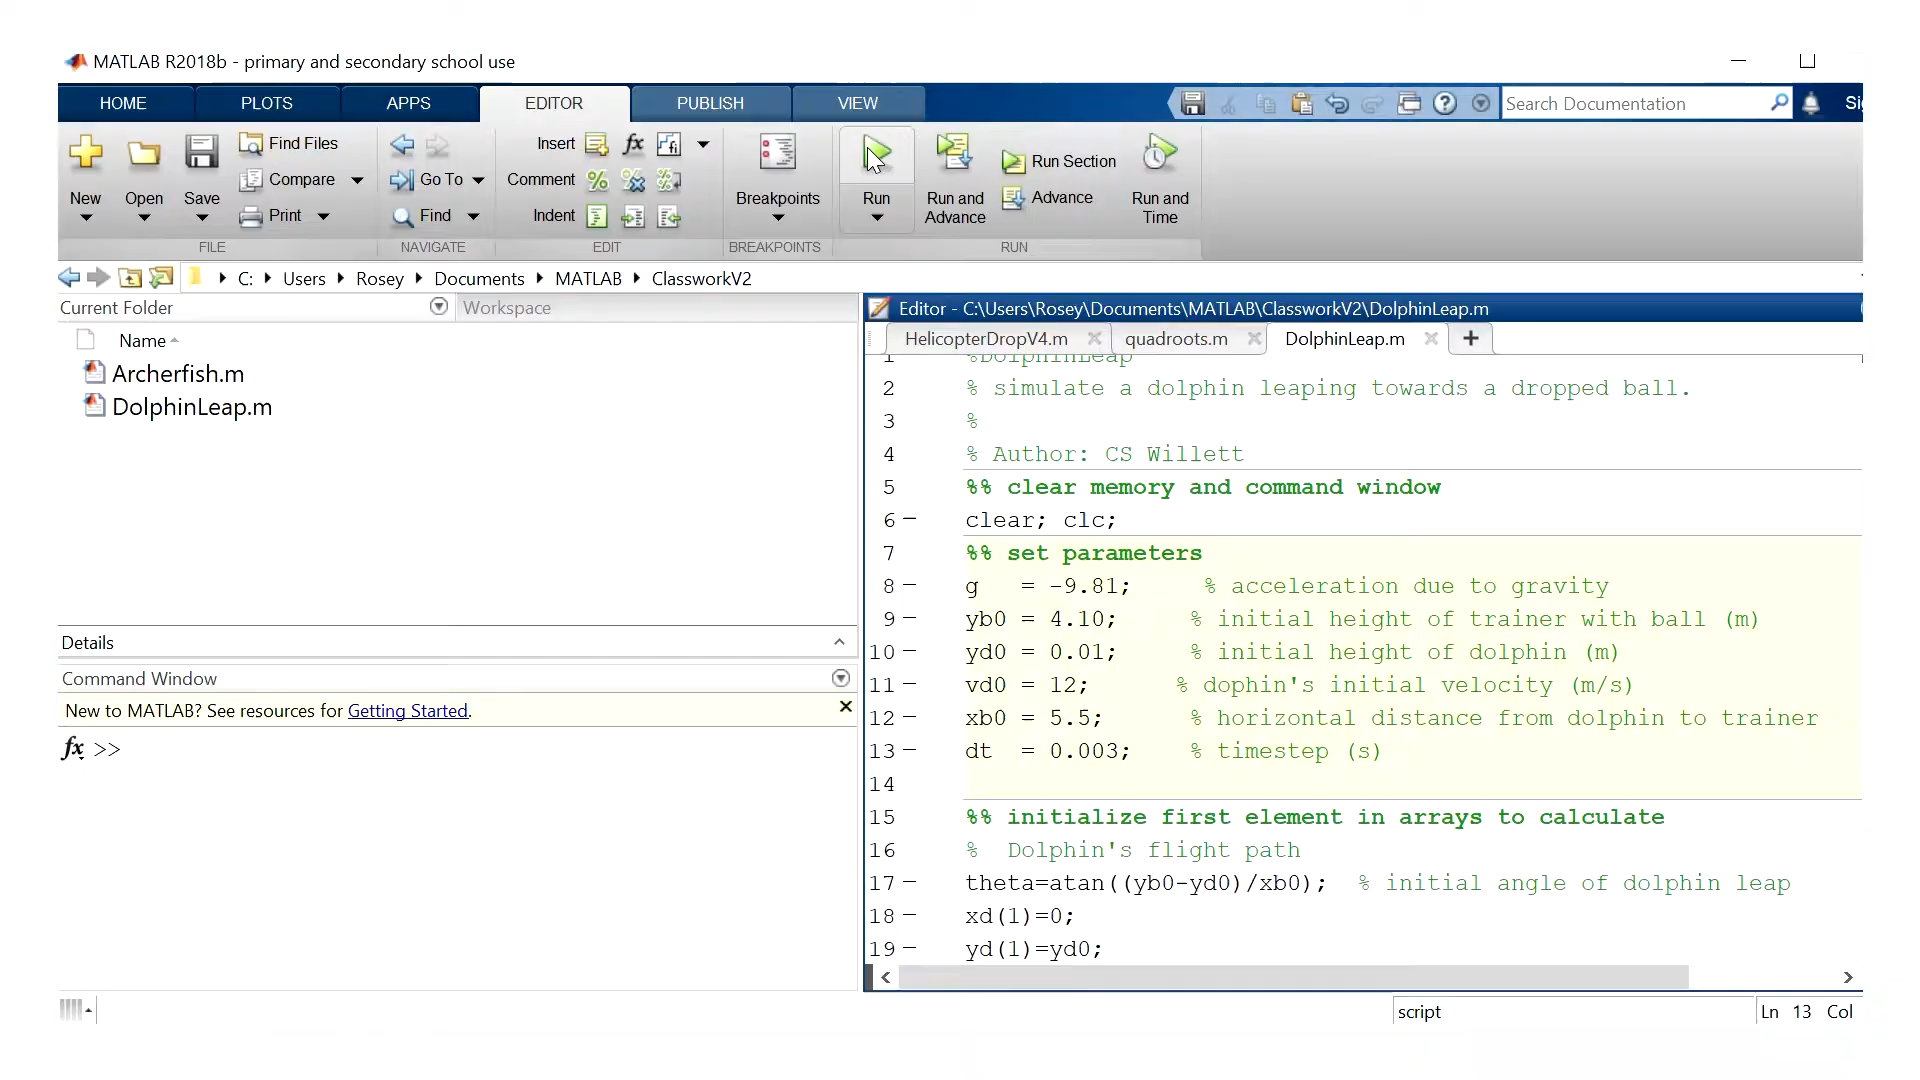 MATLAB R2018b - primary and secondary school use
HOME PLOTS APPS EDITOR PUBLISH VIEW
Search Documentation
New Open Save Find Files Compare Print
FILE
Go To Find
NAVIGATE
Insert fx
Comment
Indent
EDIT
Breakpoints
BREAKPOINTS
Run Run and Advance Run Section Advance Run and Time
RUN
C: Users Rosey Documents MATLAB ClassworkV2
Current Folder Workspace
Name
Archerfish.m
DolphinLeap.m
Details
Command Window
New to MATLAB? See resources for Getting Started.
fx >>
Editor - C:\Users\Rosey\Documents\MATLAB\ClassworkV2\DolphinLeap.m
HelicopterDropV4.m quadroots.m DolphinLeap.m +
1 %DolphinLeap
2 % simulate a dolphin leaping towards a dropped ball.
3 %
4 % Author: CS Willett
5 %% clear memory and command window
6 – clear; clc;
7 %% set parameters
8 – g = -9.81; % acceleration due to gravity
9 – yb0 = 4.10; % initial height of trainer with ball (m)
10 – yd0 = 0.01; % initial height of dolphin (m)
11 – vd0 = 12; % dophin's initial velocity (m/s)
12 – xb0 = 5.5; % horizontal distance from dolphin to trainer
13 – dt = 0.003; % timestep (s)
14
15 %% initialize first element in arrays to calculate
16 % Dolphin's flight path
17 – theta=atan((yb0-yd0)/xb0); % initial angle of dolphin leap
18 – xd(1)=0;
19 – yd(1)=yd0;
script Ln 13 Col